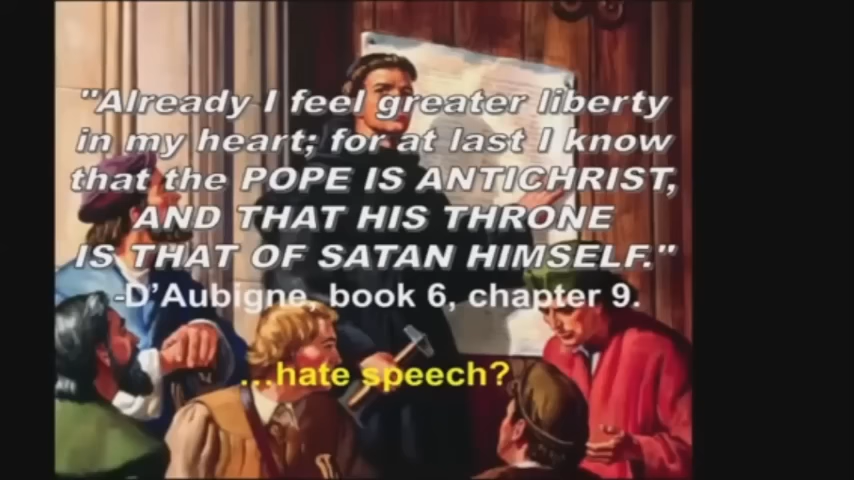 "Already I feel greater liberty
in my heart; for at last I know
that the POPE IS ANTICHRIST,
AND THAT HIS THRONE
IS THAT OF SATAN HIMSELF."
-D'Aubigne, book 6, chapter 9.
...hate speech?